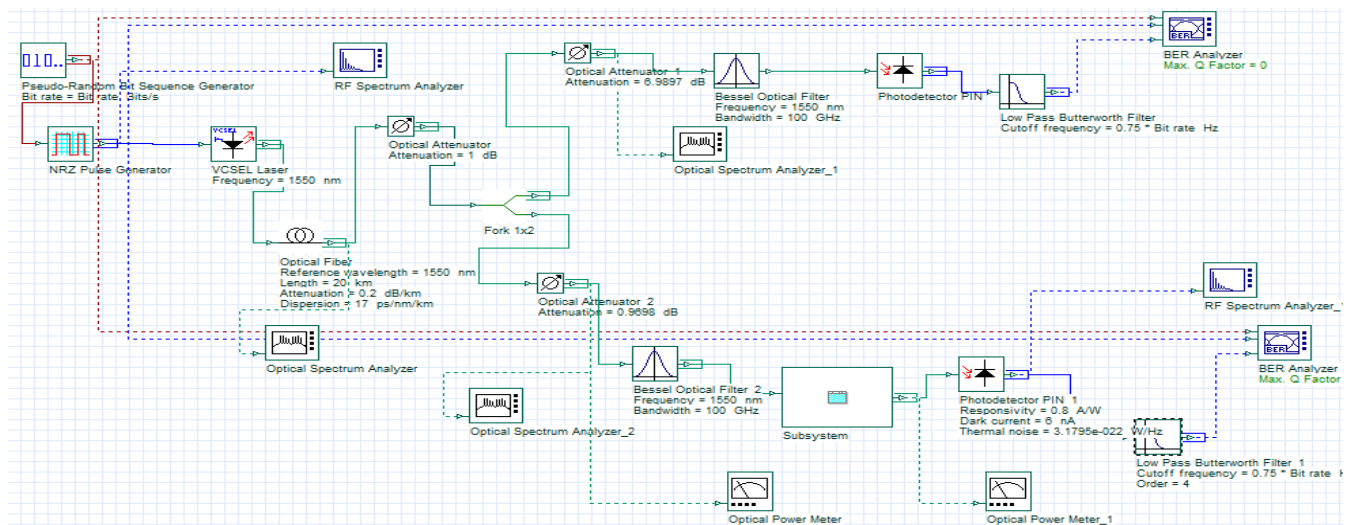 BER
BER Analyzer
Max. Q Factor = 0
010..
Pseudo-Random Bit Sequence Generator
Bit rate = Bit rate Bits/s
RF Spectrum Analyzer
Optical Attenuator 1
Attenuation = 6.9897 dB
Bessel Optical Filter
Frequency = 1550 nm
Bandwidth = 100 GHz
Photodetector PIN
Low Pass Butterworth Filter
Cutoff frequency = 0.75 * Bit rate Hz
NRZ Pulse Generator
VCSEL
VCSEL Laser
Frequency = 1550 nm
Optical Attenuator
Attenuation = 1 dB
Optical Spectrum Analyzer_1
Fork 1x2
Optical Fiber
Reference wavelength = 1550 nm
Length = 20 km
Attenuation = 0.2 dB/km
Dispersion = 17 ps/nm/km
Optical Attenuator_2
Attenuation = 0.9698 dB
RF Spectrum Analyzer_
Optical Spectrum Analyzer
BER
BER Analyzer
Max. Q Factor
Bessel Optical Filter_2
Frequency = 1550 nm
Bandwidth = 100 GHz
Subsystem
Photodetector PIN_1
Responsivity = 0.8 A/W
Dark current = 6 nA
Thermal noise = 3.1795e-022 W/Hz
Optical Spectrum Analyzer_2
Low Pass Butterworth Filter_1
Cutoff frequency = 0.75 * Bit rate
Order = 4
Optical Power Meter
Optical Power Meter_1